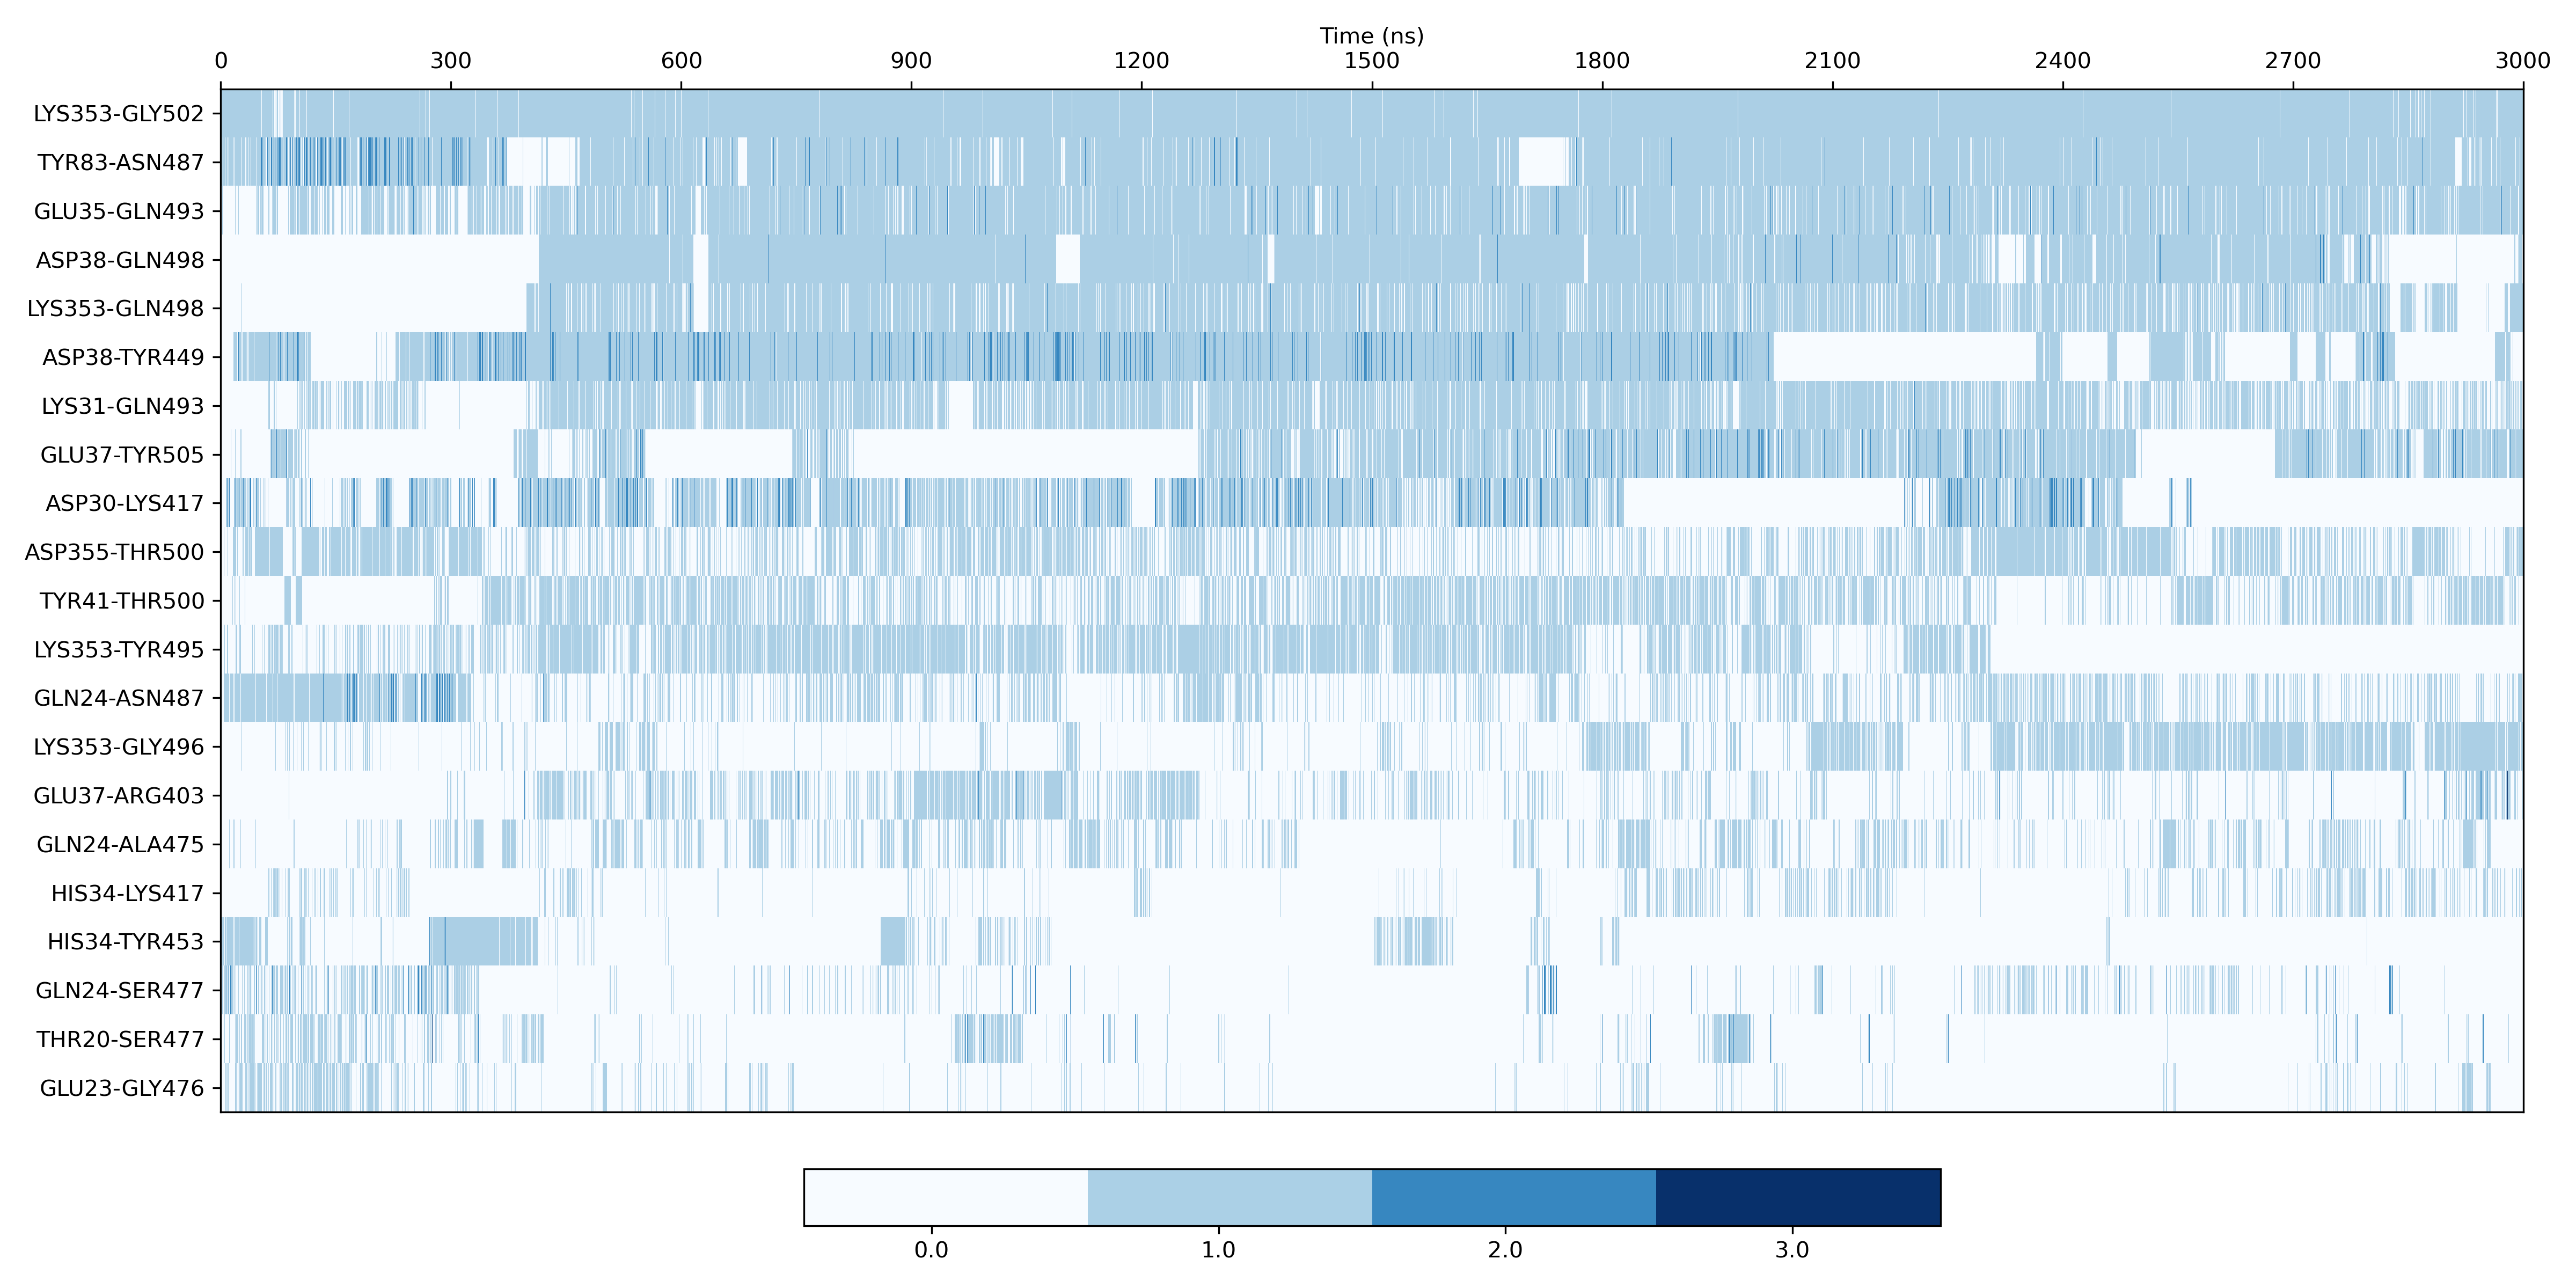 Time (ns)
0 300 600 900 1200 1500 1800 2100 2400 2700 3000
LYS353-GLY502
TYR83-ASN487
GLU35-GLN493
ASP38-GLN498
LYS353-GLN498
ASP38-TYR449
LYS31-GLN493
GLU37-TYR505
ASP30-LYS417
ASP355-THR500
TYR41-THR500
LYS353-TYR495
GLN24-ASN487
LYS353-GLY496
GLU37-ARG403
GLN24-ALA475
HIS34-LYS417
HIS34-TYR453
GLN24-SER477
THR20-SER477
GLU23-GLY476
0.0 1.0 2.0 3.0